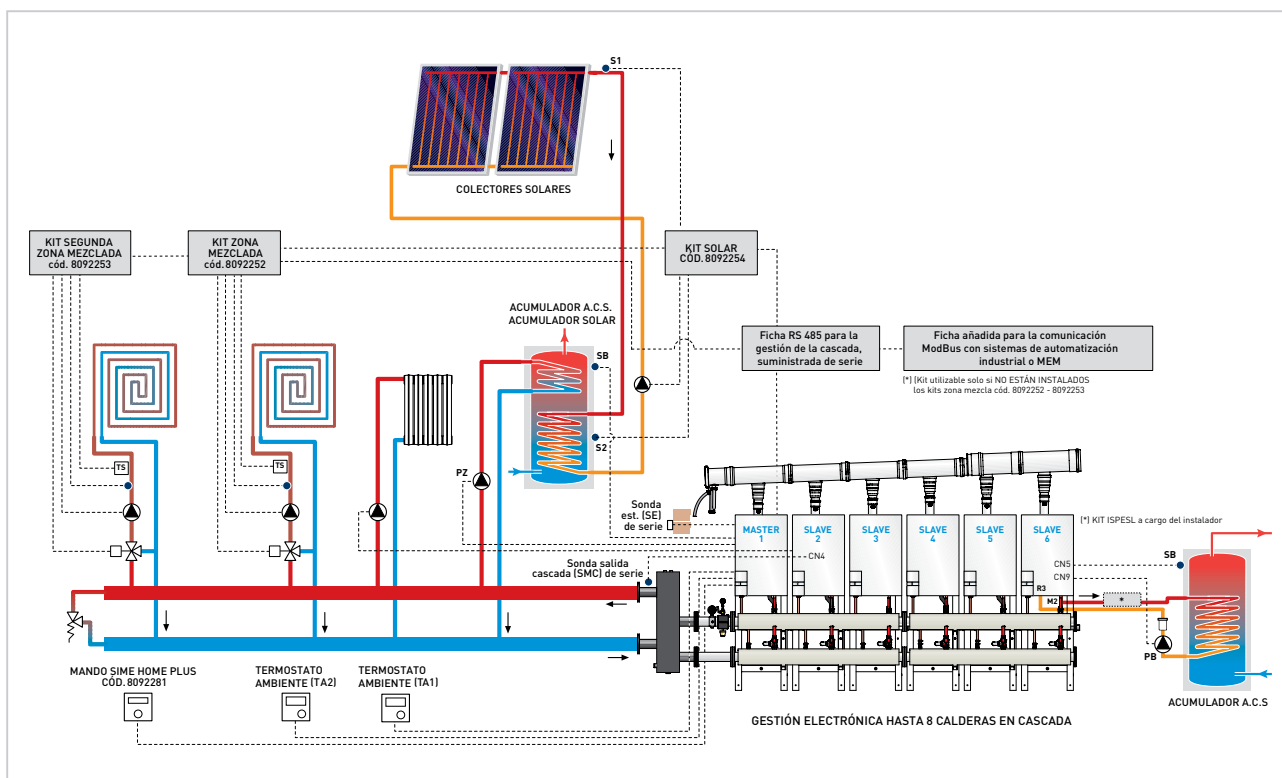 S1
COLECTORES SOLARES
KIT SEGUNDA
ZONA MEZCLADA
cód. 8092253
KIT ZONA
MEZCLADA
cód.8092252
KIT SOLAR
CÓD. 8092254
ACUMULADOR A.C.S.
ACUMULADOR SOLAR
SB
S2
Ficha RS 485 para la
gestión de la cascada,
suministrada de serie
Ficha añadida para la comunicación
ModBus con sistemas de automatización
industrial o MEM
(*) (Kit utilizable solo si NO ESTÁN INSTALADOS
los kits zona mezcla cód. 8092252 - 8092253
TS
TS
PZ
Sonda
est. (SE)
de serie
MASTER
1
SLAVE
2
SLAVE
3
SLAVE
4
SLAVE
5
SLAVE
6
(*) KIT ISPESL a cargo del instalador
CN4
Sonda salida
cascada (SMC) de serie
CN5
CN9
SB
R3
M2
*
PB
MANDO SIME HOME PLUS
CÓD. 8092281
TERMOSTATO
AMBIENTE (TA2)
TERMOSTATO
AMBIENTE (TA1)
ACUMULADOR A.C.S
GESTIÓN ELECTRÓNICA HASTA 8 CALDERAS EN CASCADA